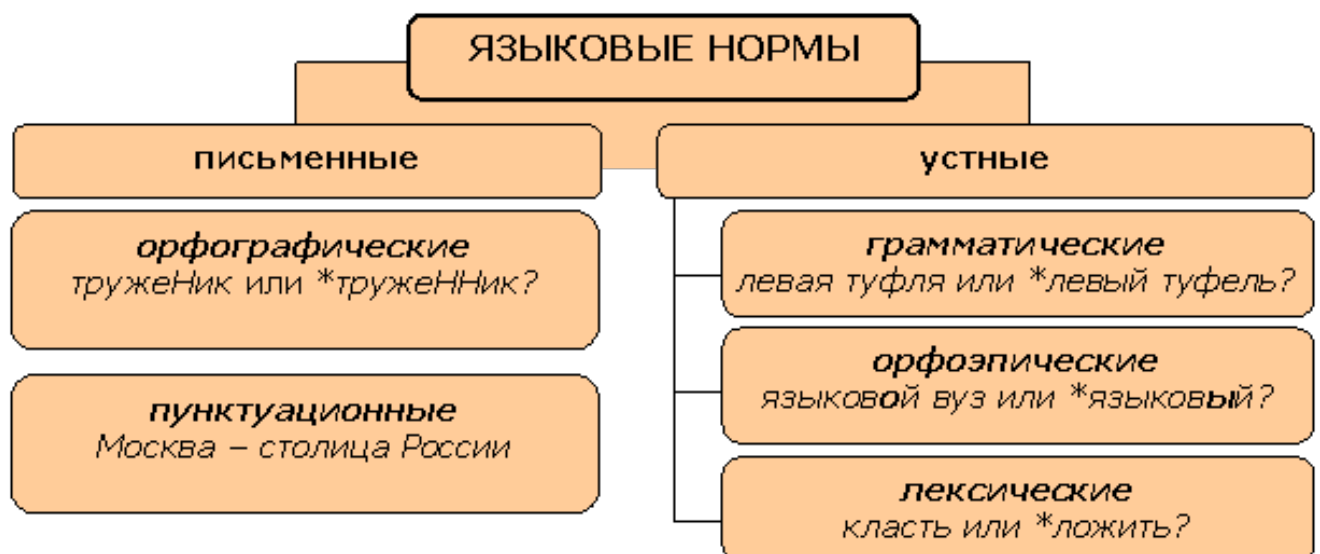 ЯЗЫКОВЫЕ НОРМЫ
письменные
орфографические
тружеНик или *тружеННик?
пунктуационные
Москва – столица России
устные
грамматические
левая туфля или *левый туфель?
орфоэпические
языковой вуз или *языковый?
лексические
класть или *ложить?